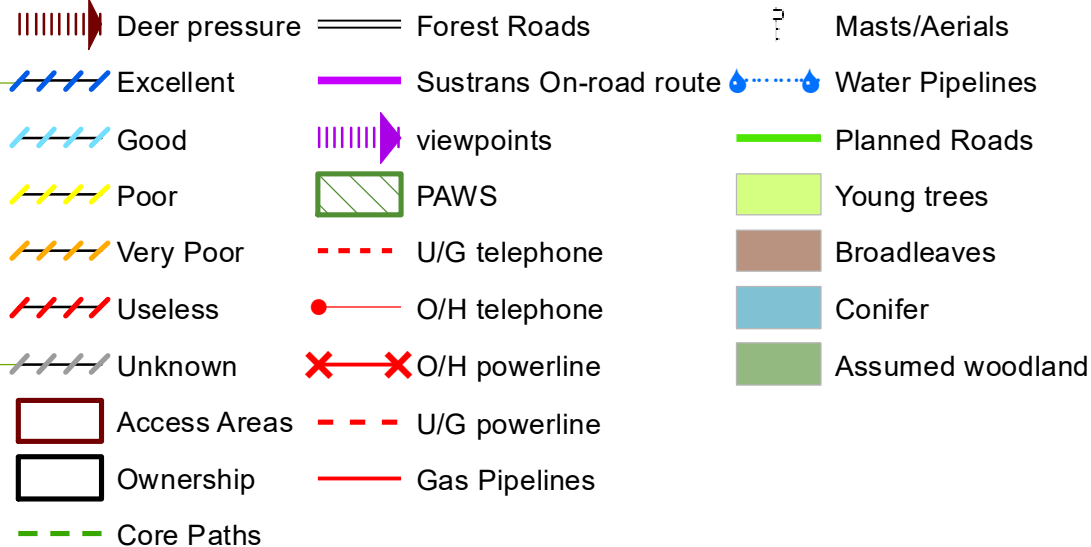 Deer pressure
Excellent
Good
Poor
Very Poor
Useless
Unknown
Access Areas
Ownership
Core Paths
Forest Roads
Sustrans On-road route
viewpoints
PAWS
U/G telephone
O/H telephone
O/H powerline
U/G powerline
Gas Pipelines
Masts/Aerials
Water Pipelines
Planned Roads
Young trees
Broadleaves
Conifer
Assumed woodland